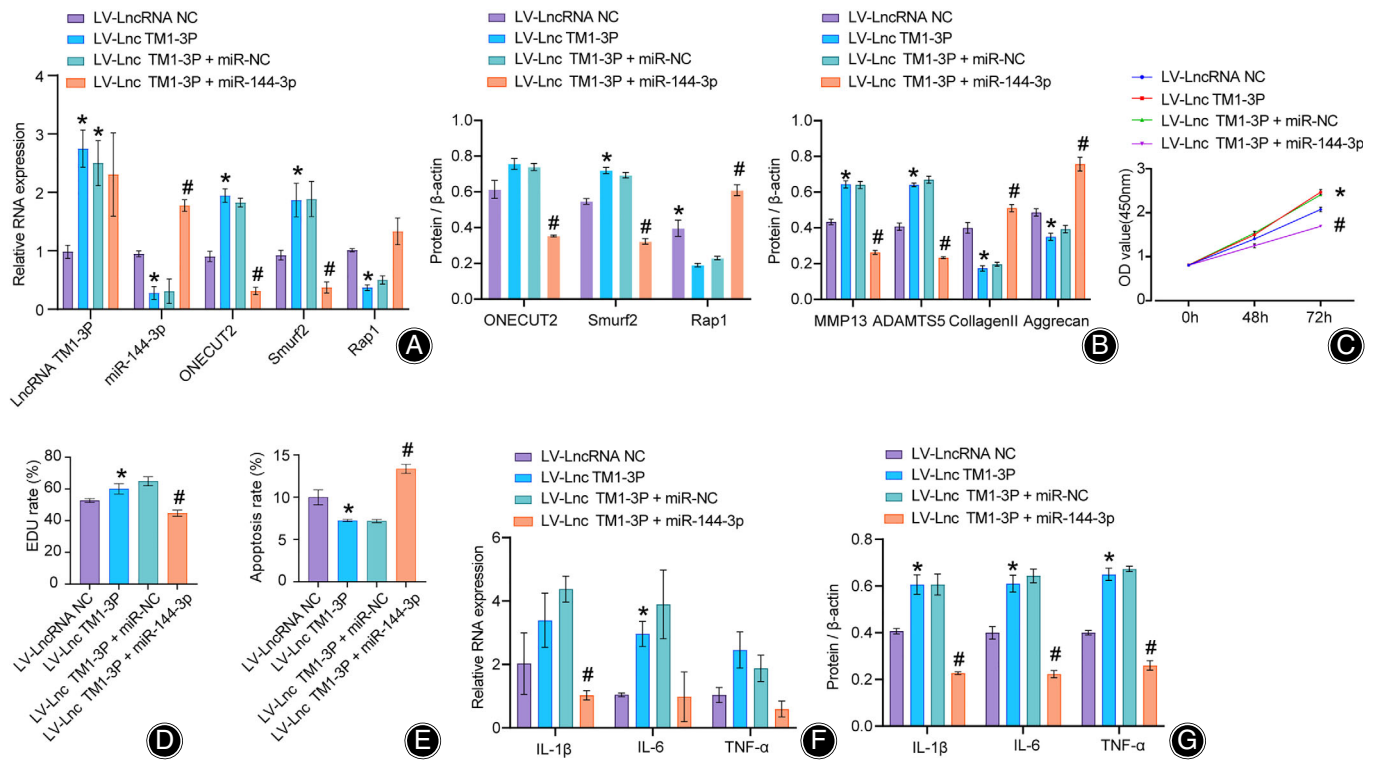 LV-LncRNA NC
LV-Lnc TM1-3P
LV-Lnc TM1-3P + miR-NC
LV-Lnc TM1-3P + miR-144-3p
Relative RNA expression
4
3
2
1
0
* * # * * # * # *
LncRNA TM1-3P
miR-144-3p
ONECUT2
Smurf2
Rap1
A
LV-LncRNA NC
LV-Lnc TM1-3P
LV-Lnc TM1-3P + miR-NC
LV-Lnc TM1-3P + miR-144-3p
Protein / β-actin
1.0
0.8
0.6
0.4
0.2
0.0
# * # * #
ONECUT2 Smurf2 Rap1
LV-LncRNA NC
LV-Lnc TM1-3P
LV-Lnc TM1-3P + miR-NC
LV-Lnc TM1-3P + miR-144-3p
Protein / β-actin
1.0
0.8
0.6
0.4
0.2
0.0
* # * # * # * #
MMP13 ADAMTS5 CollagenII Aggrecan
B
LV-LncRNA NC
LV-Lnc TM1-3P
LV-Lnc TM1-3P + miR-NC
LV-Lnc TM1-3P + miR-144-3p
OD value(450nm)
3
2
1
0
*
#
0h 48h 72h
C
EDU rate (%)
80
60
40
20
0
* #
LV-LncRNA NC
LV-Lnc TM1-3P
LV-Lnc TM1-3P + miR-NC
LV-Lnc TM1-3P + miR-144-3p
D
Apoptosis rate (%)
15
10
5
0
* #
LV-LncRNA NC
LV-Lnc TM1-3P
LV-Lnc TM1-3P + miR-NC
LV-Lnc TM1-3P + miR-144-3p
E
LV-LncRNA NC
LV-Lnc TM1-3P
LV-Lnc TM1-3P + miR-NC
LV-Lnc TM1-3P + miR-144-3p
Relative RNA expression
6
4
2
0
# *
IL-1β IL-6 TNF-α
F
LV-LncRNA NC
LV-Lnc TM1-3P
LV-Lnc TM1-3P + miR-NC
LV-Lnc TM1-3P + miR-144-3p
Protein / β-actin
0.8
0.6
0.4
0.2
0.0
* # * # * #
IL-1β IL-6 TNF-α
G